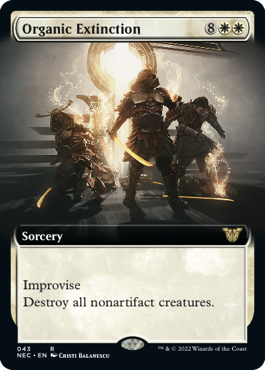 Organic Extinction 8
Sorcery
Improvise
Destroy all nonartifact creatures.
043 R
NEC • EN CRISTI BALANESCU
™ & © 2022 Wizards of the Coast